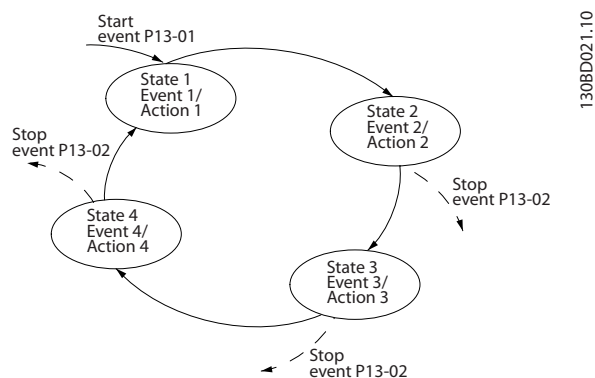 Start
event P13-01
130BD021.10
State 1
Event 1/
Action 1
State 2
Event 2/
Action 2
Stop
event P13-02
Stop
event P13-02
State 4
Event 4/
Action 4
State 3
Event 3/
Action 3
Stop
event P13-02